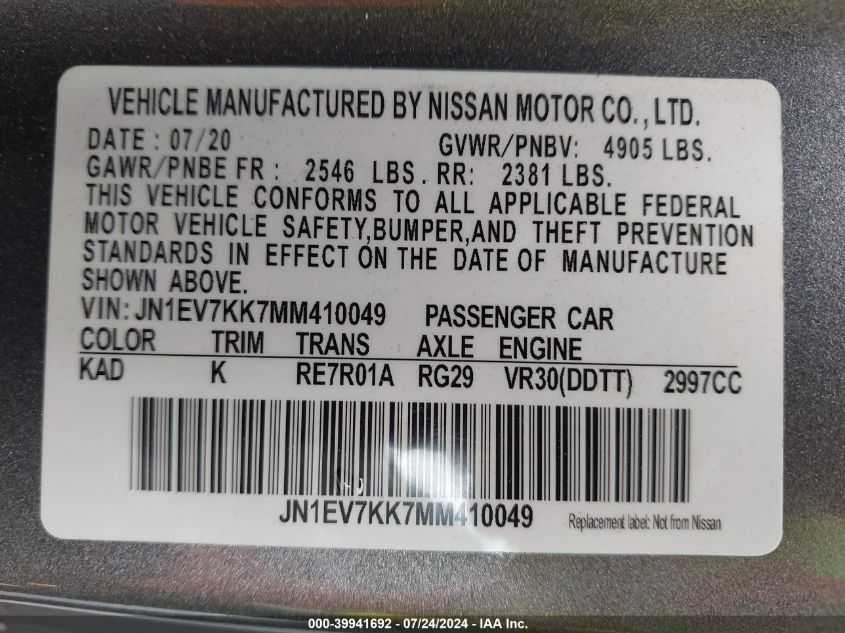 VEHICLE MANUFACTURED BY NISSAN MOTOR CO., LTD.
DATE : 07/20 GVWR/PNBV: 4905 LBS.
GAWR/PNBE FR : 2546 LBS. RR: 2381 LBS.
THIS VEHICLE CONFORMS TO ALL APPLICABLE FEDERAL
MOTOR VEHICLE SAFETY,BUMPER,AND THEFT PREVENTION
STANDARDS IN EFFECT ON THE DATE OF MANUFACTURE
SHOWN ABOVE.
VIN: JN1EV7KK7MM410049 PASSENGER CAR
COLOR TRIM TRANS AXLE ENGINE
KAD K RE7R01A RG29 VR30(DDTT) 2997CC
JN1EV7KK7MM410049 Replacement label: Not from Nissan
000-39941692 - 07/24/2024 - IAA Inc.